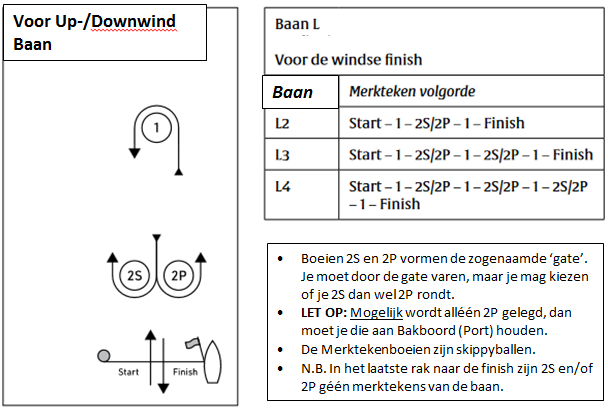 Voor Up-/Downwind
Baan
1
2S 2P
Start Finish
Baan L
Voor de windse finish
Baan Merkteken volgorde
L2 Start – 1 – 2S/2P – 1 – Finish
L3 Start – 1 – 2S/2P – 1 – 2S/2P – 1 – Finish
L4 Start – 1 – 2S/2P – 1 – 2S/2P – 1 – 2S/2P
– 1 – Finish
• Boeien 2S en 2P vormen de zogenaamde ‘gate’.
Je moet door de gate varen, maar je mag kiezen
of je 2S dan wel 2P rondt.
• LET OP: Mogelijk wordt alléén 2P gelegd, dan
moet je die aan Bakboord (Port) houden.
• De Merktekenboeien zijn skippyballen.
• N.B. In het laatste rak naar de finish zijn 2S en/of
2P géén merktekens van de baan.